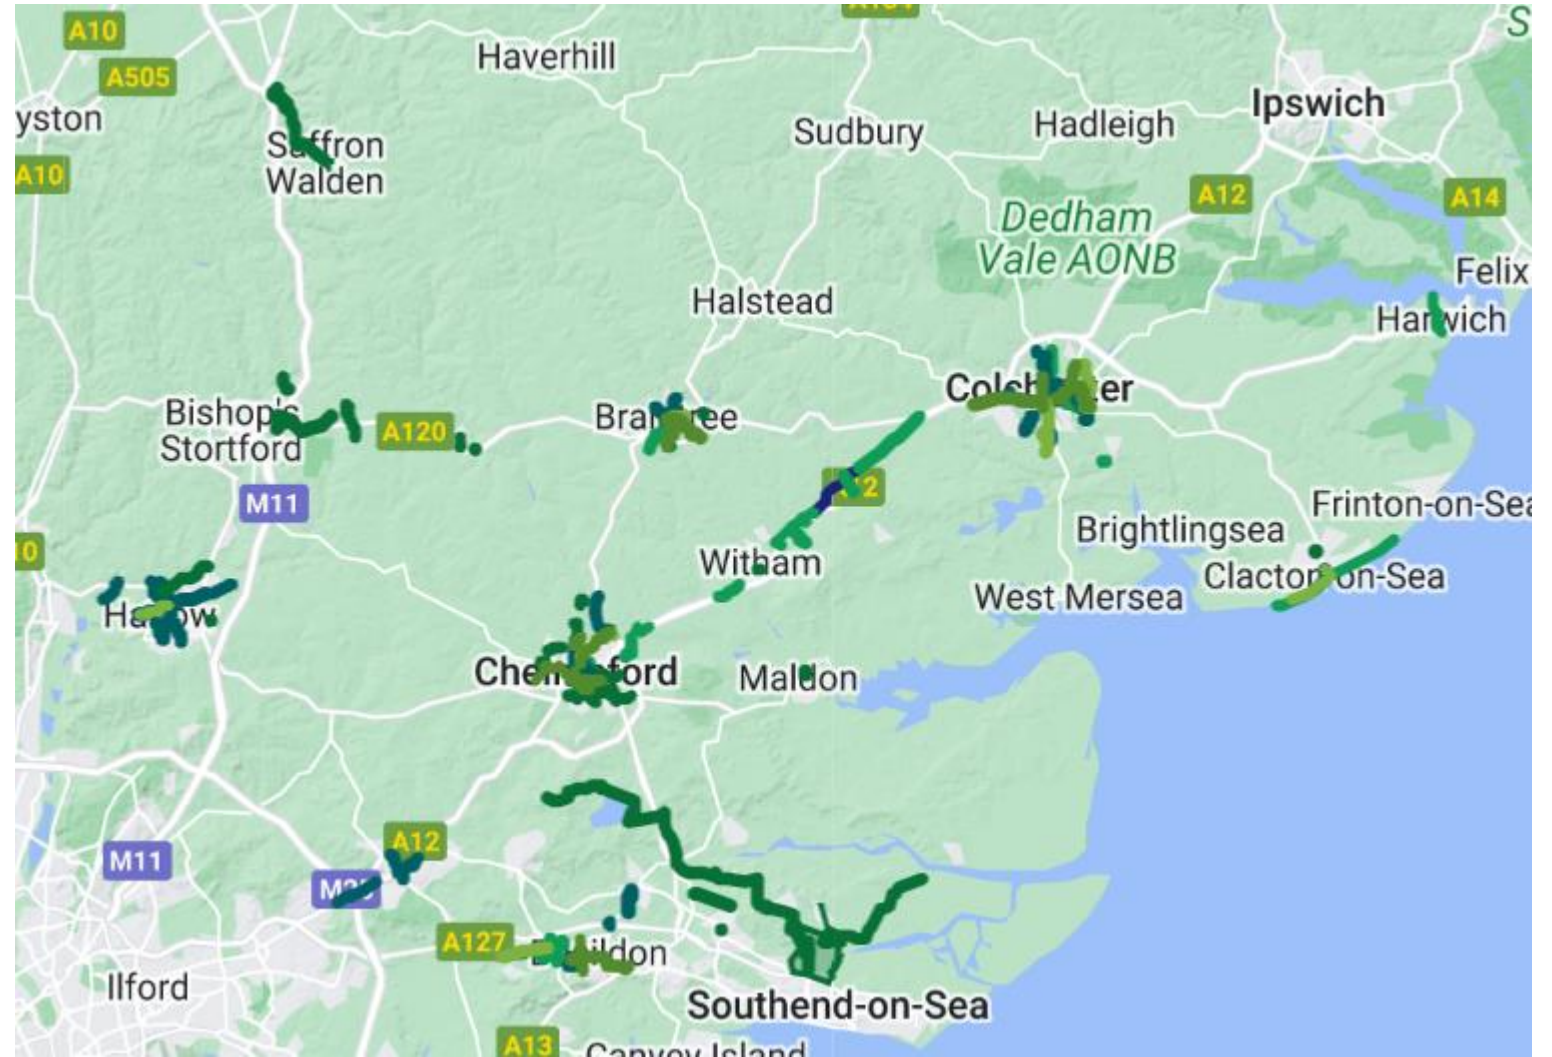 A10
A505
Haverhill
S
yston
Saffron
Walden
Sudbury
Hadleigh
Ipswich
A10
A12
A14
Dedham
Vale AONB
Felix
Halstead
Harwich
Bishop's
Stortford
A120
Colch
er
M11
Frinton-on-Sea
Brightlingsea
Witham
Clacton-on-Sea
West Mersea
Maldon
A12
M11
A127
Ilford
Southend-on-Sea
A13
Canvey Island